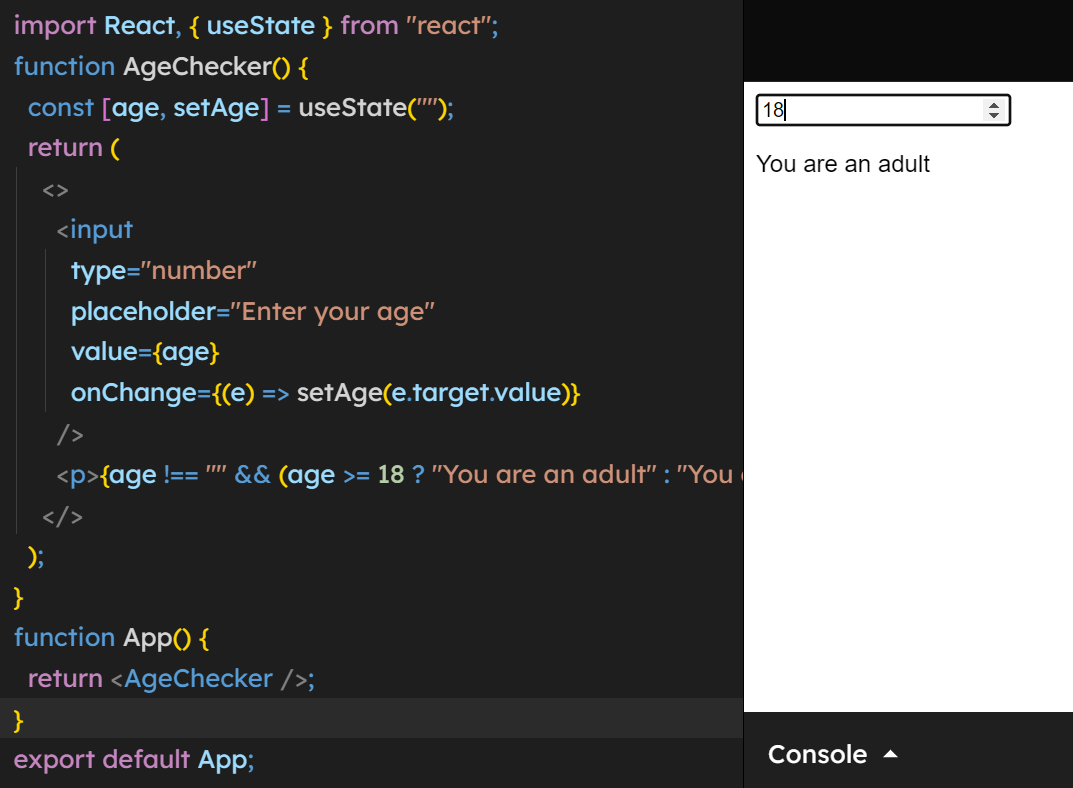 import React, { useState } from "react";
function AgeChecker() {
const [age, setAge] = useState("");
return (
<>
<input
type="number"
placeholder="Enter your age"
value={age}
onChange={(e) => setAge(e.target.value)}
/>
<p>{age !== "" && (age >= 18 ? "You are an adult" : "You
</>
);
}
function App() {
return <AgeChecker />;
}
export default App;
18
You are an adult
Console